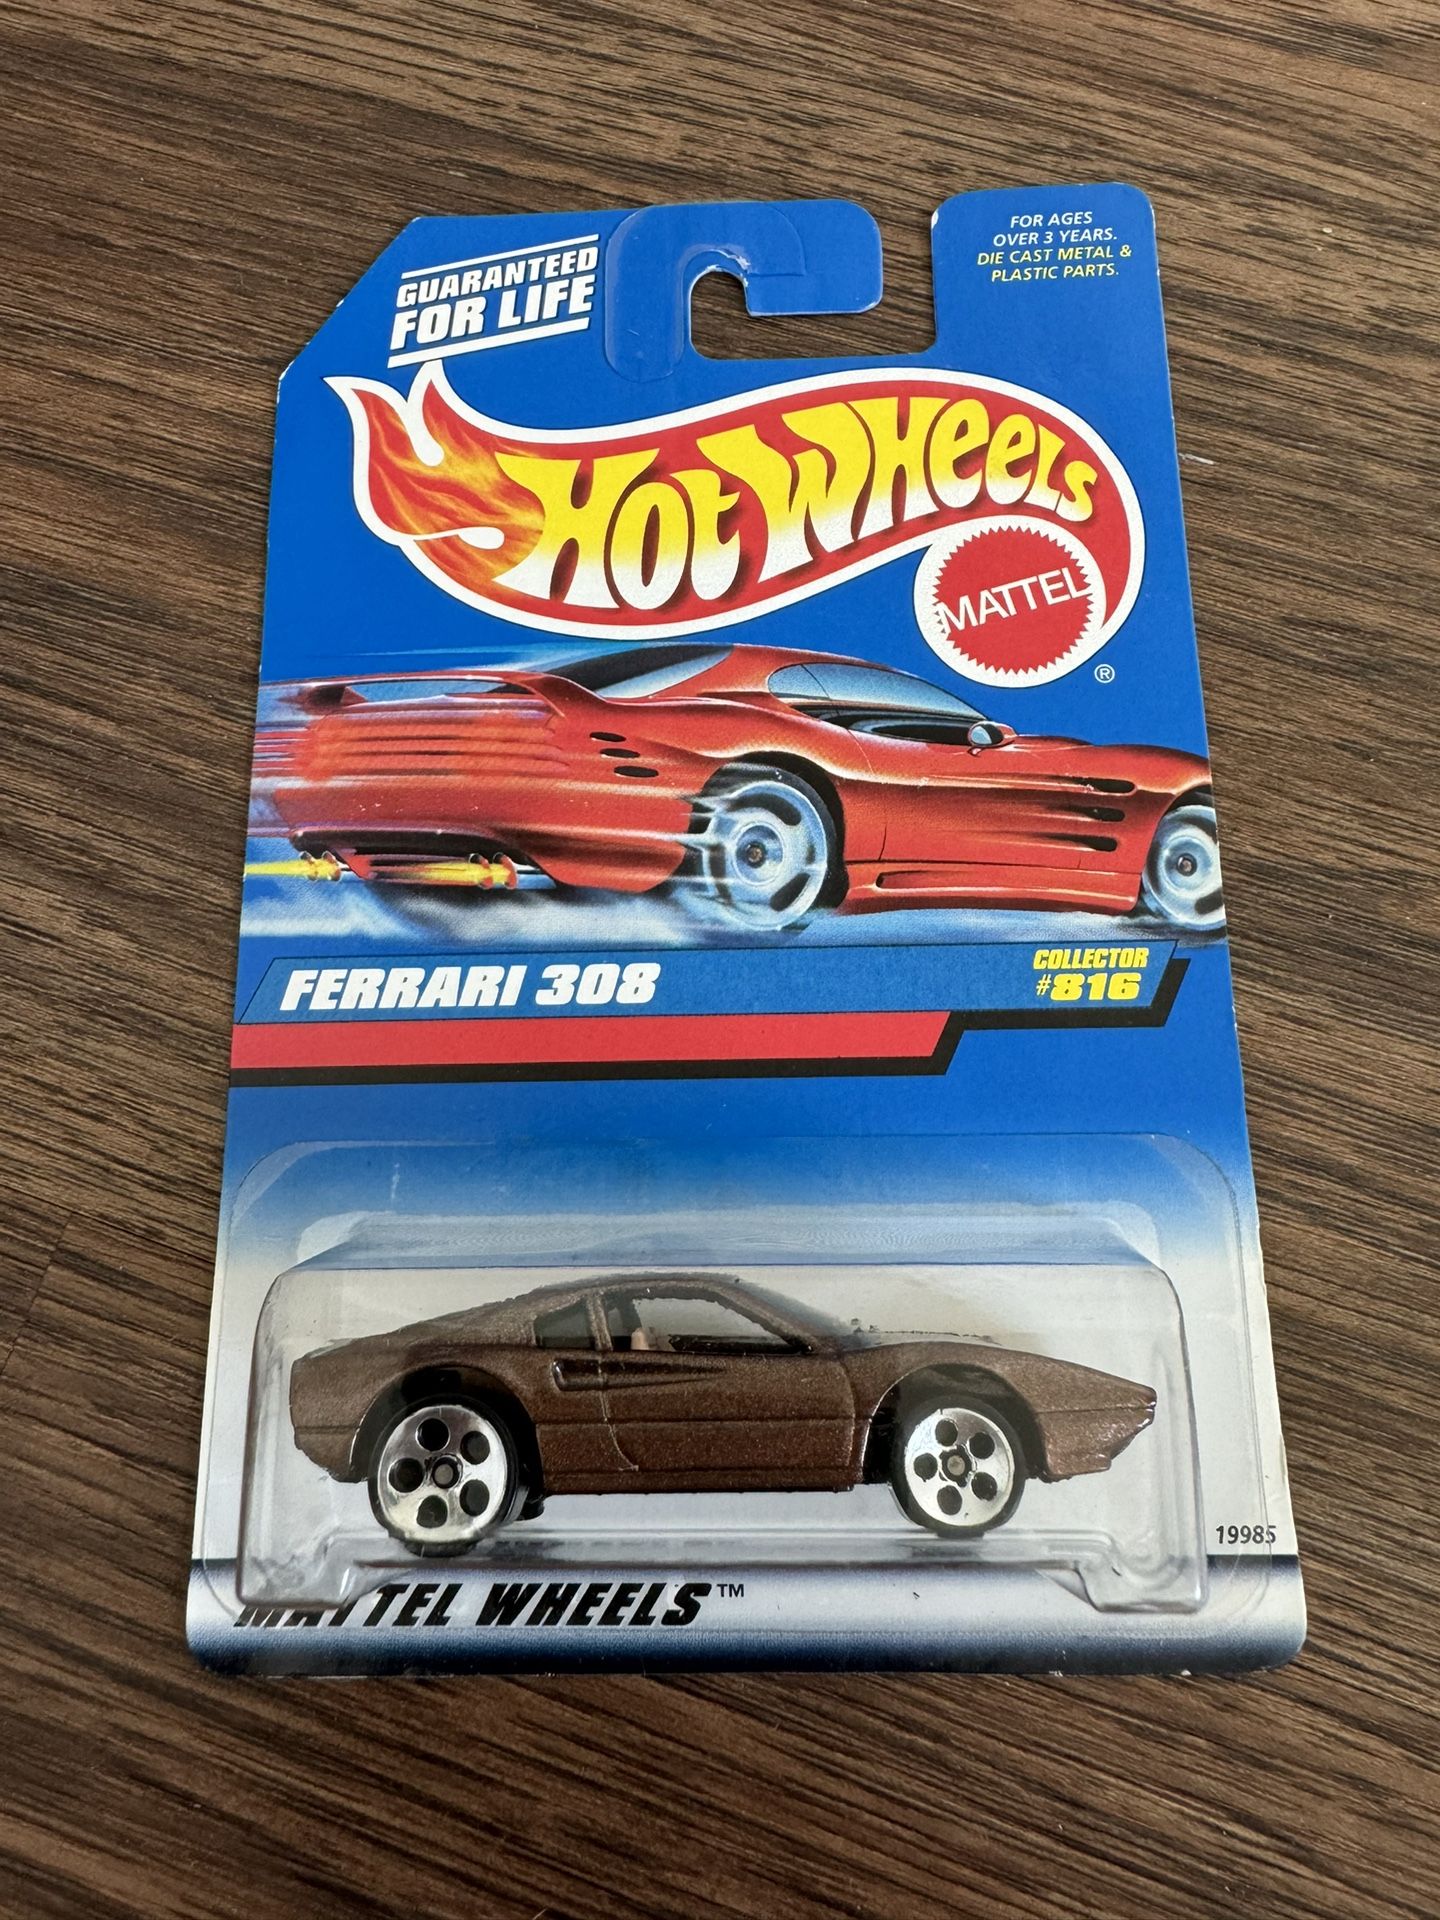 GUARANTEED
FOR LIFE
FOR AGES
OVER 3 YEARS.
DIE CAST METAL &
PLASTIC PARTS.
HOT WHEELS
MATTEL
®
FERRARI 308
COLLECTOR
#816
19985
MATTEL WHEELS™